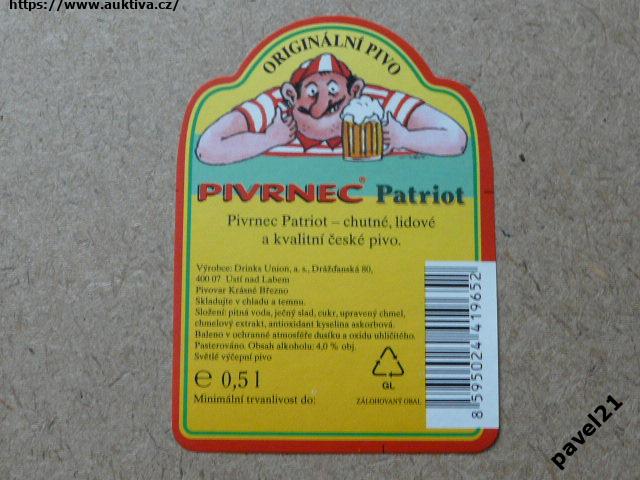 https://www.auktiva.cz/
ORIGINÁLNÍ PIVO
PIVRNEC® Patriot
Pivrnec Patriot – chutné, lidové
a kvalitní české pivo.
Výrobce: Drinks Union, a. s., Drážďanská 80,
400 07 Ústí nad Labem
Pivovar Krásné Březno
Skladujte v chladu a temnu.
Složení: pitná voda, ječný slad, cukr, upravený chmel,
chmelový extrakt, antioxidant kyselina askorbová.
Baleno v ochranné atmosféře dusíku a oxidu uhličitého.
Pasterováno. Obsah alkoholu: 4,0 % obj.
Světlé výčepní pivo
e 0,5 l
GL
Minimální trvanlivost do:
ZÁLOHOVANÝ OBAL
8 595024 419652
pavel21